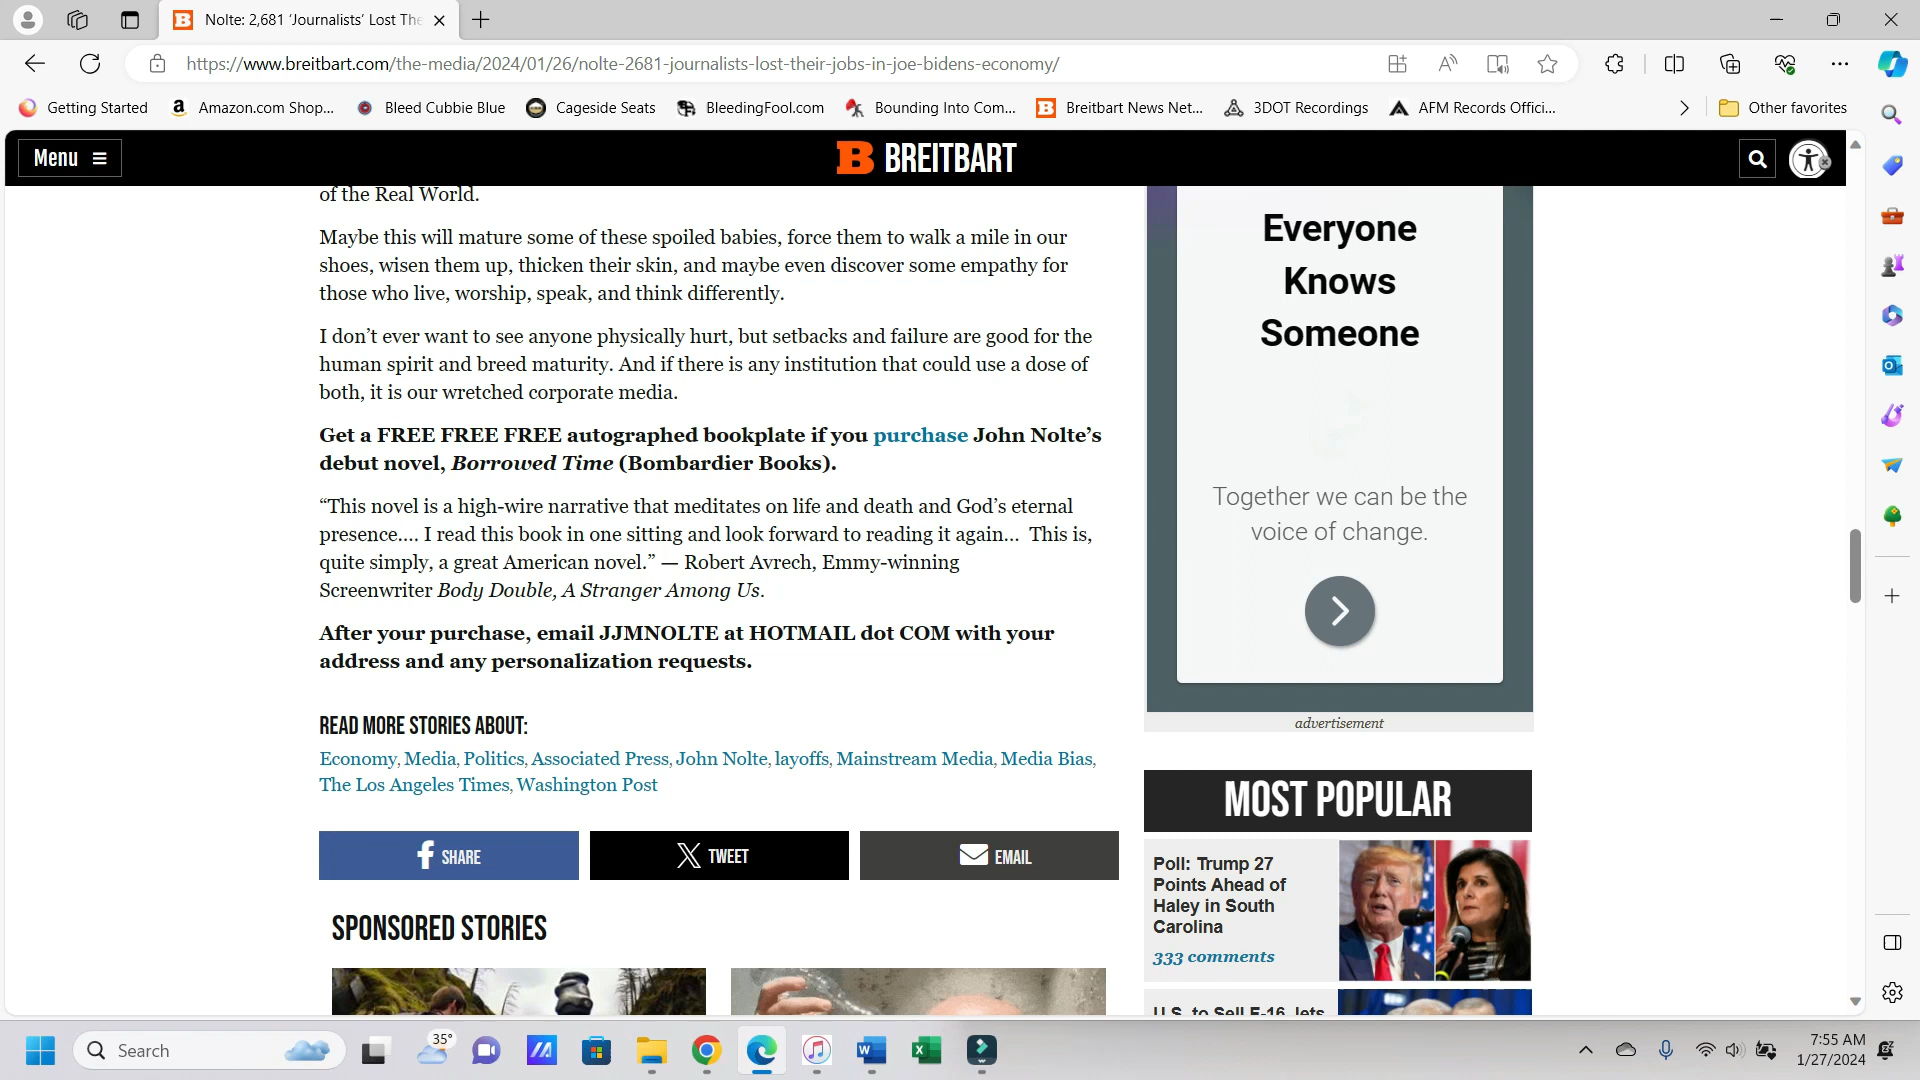 Nolte: 2,681 'Journalists' Lost The
https://www.breitbart.com/the-media/2024/01/26/nolte-2681-journalists-lost-their-jobs-in-joe-bidens-economy/
Getting Started
Amazon.com Shop...
Bleed Cubbie Blue
Cageside Seats
BleedingFool.com
Bounding Into Com...
Breitbart News Net...
3DOT Recordings
AFM Records Offici...
Other favorites
Menu
BREITBART
of the Real World.
Maybe this will mature some of these spoiled babies, force them to walk a mile in our
shoes, wisen them up, thicken their skin, and maybe even discover some empathy for
those who live, worship, speak, and think differently.
I don't ever want to see anyone physically hurt, but setbacks and failure are good for the
human spirit and breed maturity. And if there is any institution that could use a dose of
both, it is our wretched corporate media.
Get a FREE FREE FREE autographed bookplate if you purchase John Nolte's
debut novel, Borrowed Time (Bombardier Books).
“This novel is a high-wire narrative that meditates on life and death and God's eternal
presence.... I read this book in one sitting and look forward to reading it again... This is,
quite simply, a great American novel.” — Robert Avrech, Emmy-winning
Screenwriter Body Double, A Stranger Among Us.
After your purchase, email JJMNOLTE at HOTMAIL dot COM with your
address and any personalization requests.
READ MORE STORIES ABOUT:
Economy, Media, Politics, Associated Press, John Nolte, layoffs, Mainstream Media, Media Bias,
The Los Angeles Times, Washington Post
SHARE
TWEET
EMAIL
SPONSORED STORIES
Everyone
Knows
Someone
Together we can be the
voice of change.
advertisement
MOST POPULAR
Poll: Trump 27
Points Ahead of
Haley in South
Carolina
333 comments
U.S. to Sell F-16 Jets
Search
35°
7:55 AM
1/27/2024